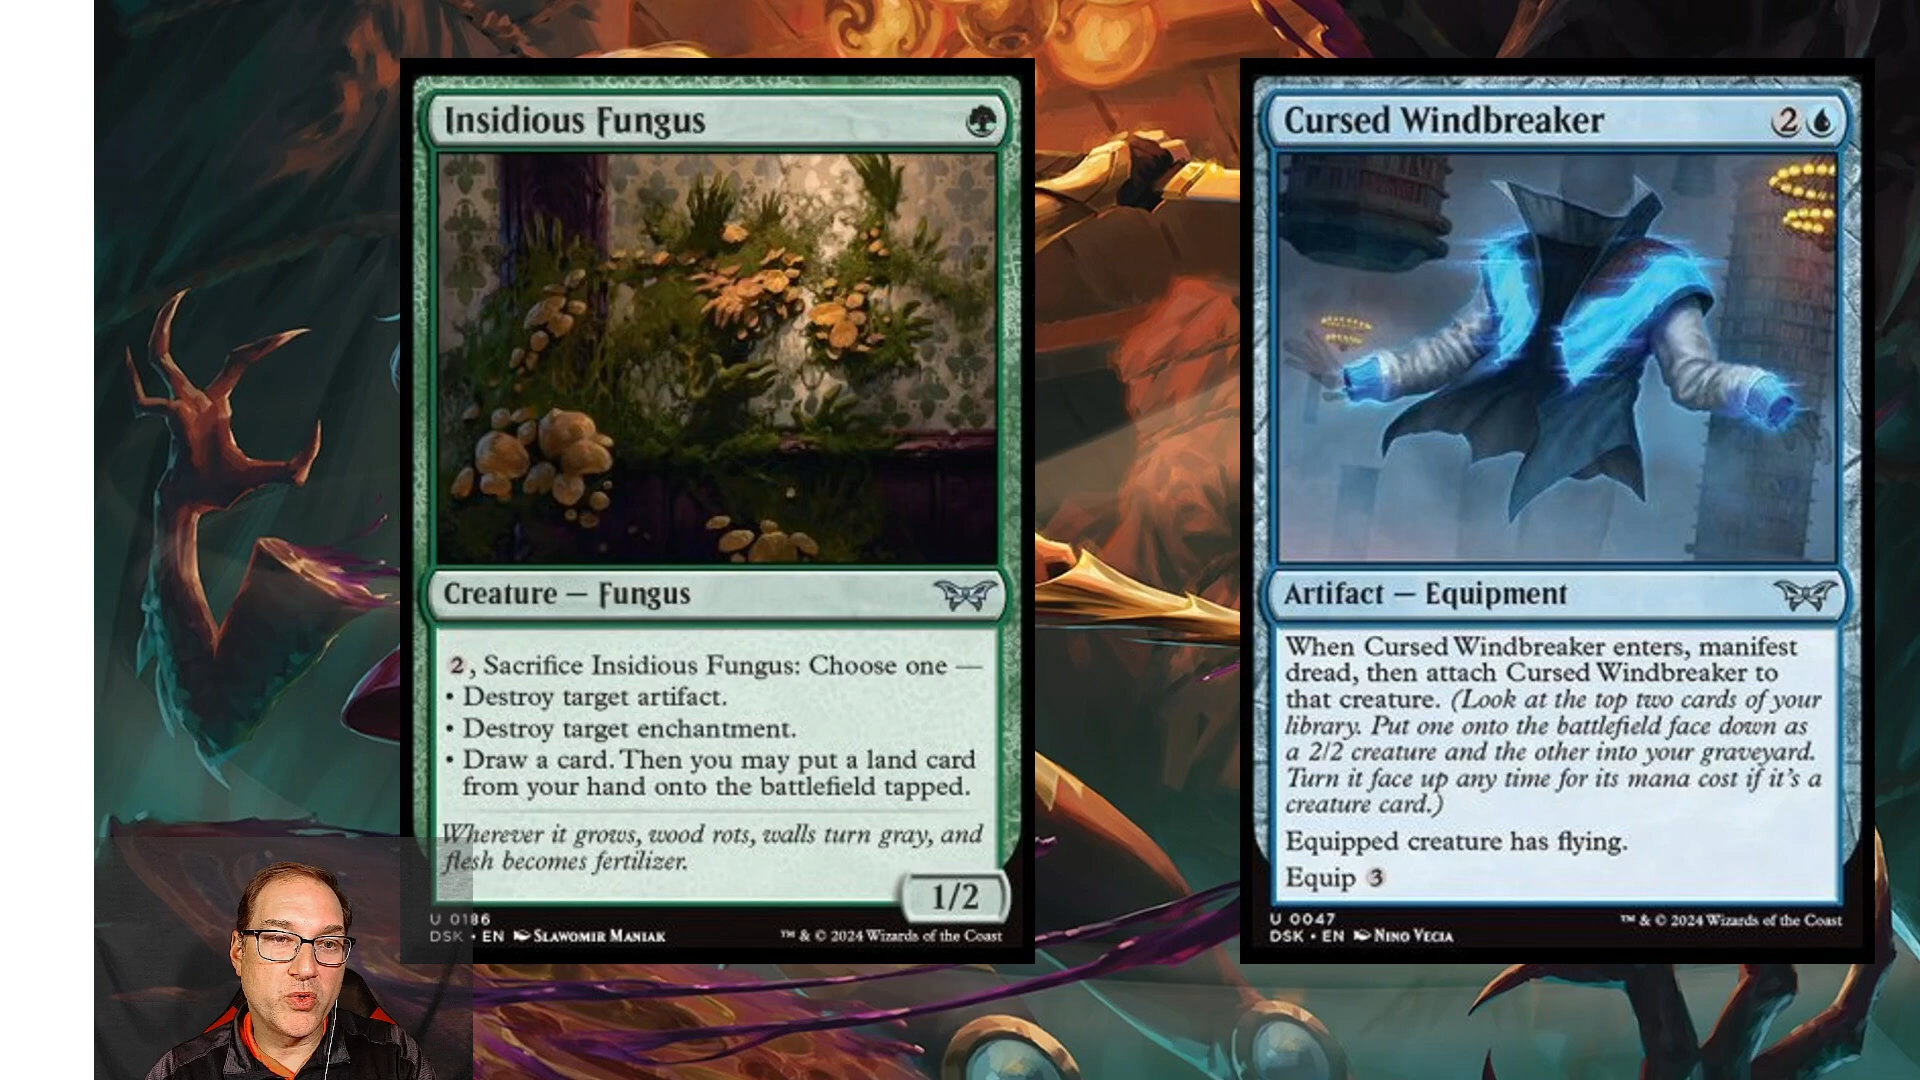 Insidious Fungus
Creature — Fungus
2, Sacrifice Insidious Fungus: Choose one —
• Destroy target artifact.
• Destroy target enchantment.
• Draw a card. Then you may put a land card
from your hand onto the battlefield tapped.
Wherever it grows, wood rots, walls turn gray, and
flesh becomes fertilizer.
1/2
U 0186
DSK • EN Slawomir Maniak
™ & © 2024 Wizards of the Coast
Cursed Windbreaker 2
Artifact — Equipment
When Cursed Windbreaker enters, manifest
dread, then attach Cursed Windbreaker to
that creature. (Look at the top two cards of your
library. Put one onto the battlefield face down as
a 2/2 creature and the other into your graveyard.
Turn it face up any time for its mana cost if it's a
creature card.)
Equipped creature has flying.
Equip 3
U 0047
DSK • EN Nino Vecia
™ & © 2024 Wizards of the Coast